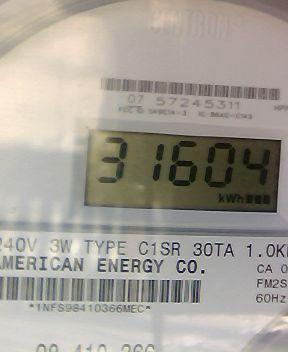 CENTRON®
07 57245311
31604
kWh
240V 3W TYPE C1SR 30TA 1.0K
AMERICAN ENERGY CO.
CA 0
FM2S
60Hz
*1NFS98410366MEC*